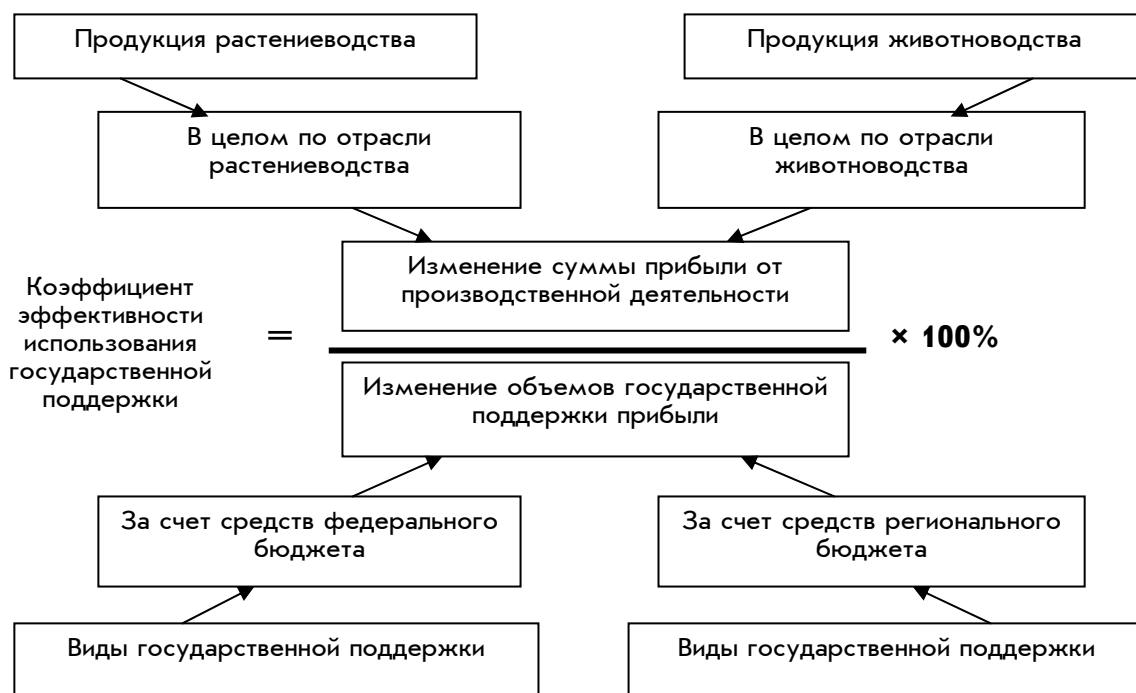 Продукция растениеводства
Продукция животноводства
В целом по отрасли
растениеводства
В целом по отрасли
животноводства
Изменение суммы прибыли от
производственной деятельности
Коэффициент
эффективности
использования
государственной
поддержки
=
× 100%
Изменение объемов государственной
поддержки прибыли
За счет средств федерального
бюджета
За счет средств регионального
бюджета
Виды государственной поддержки
Виды государственной поддержки